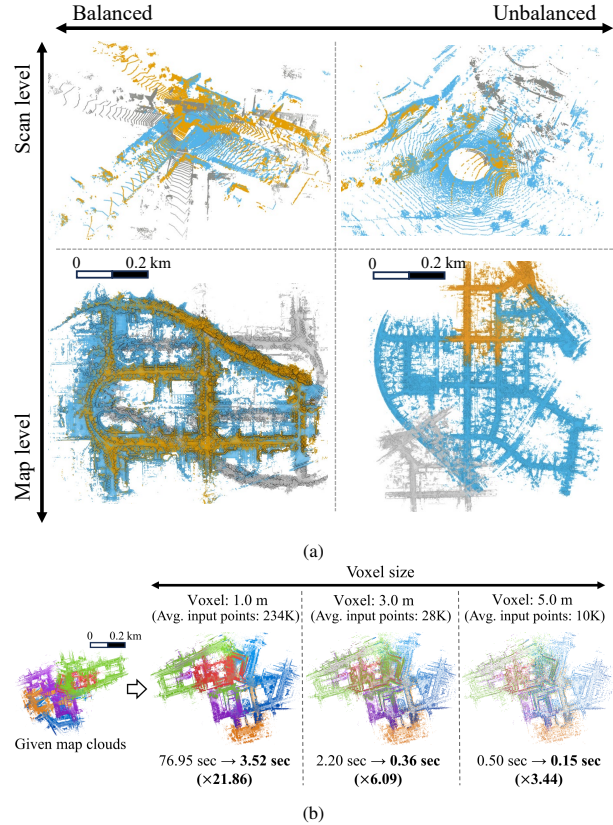 Balanced
Unbalanced
Scan level
Map level
0 0.2 km
0 0.2 km
(a)
Voxel size
Voxel: 1.0 m
(Avg. input points: 234K)
Voxel: 3.0 m
(Avg. input points: 28K)
Voxel: 5.0 m
(Avg. input points: 10K)
0 0.2 km
Given map clouds
76.95 sec → 3.52 sec
(×21.86)
2.20 sec → 0.36 sec
(×6.09)
0.50 sec → 0.15 sec
(×3.44)
(b)